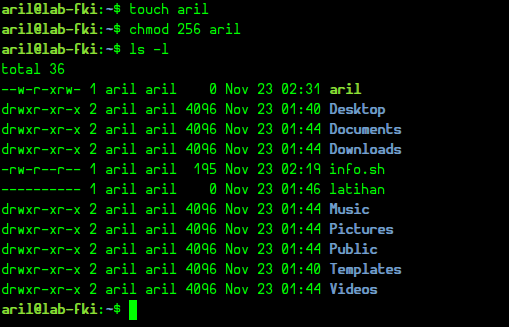 aril@lab-fki:~$ touch aril
aril@lab-fki:~$ chmod 256 aril
aril@lab-fki:~$ ls -l
total 36
--w-r-xrw- 1 aril aril    0 Nov 23 02:31 aril
drwxr-xr-x 2 aril aril 4096 Nov 23 01:40 Desktop
drwxr-xr-x 2 aril aril 4096 Nov 23 01:44 Documents
drwxr-xr-x 2 aril aril 4096 Nov 23 01:44 Downloads
-rw-r--r-- 1 aril aril  195 Nov 23 02:19 info.sh
---------- 1 aril aril    0 Nov 23 01:46 latihan
drwxr-xr-x 2 aril aril 4096 Nov 23 01:44 Music
drwxr-xr-x 2 aril aril 4096 Nov 23 01:44 Pictures
drwxr-xr-x 2 aril aril 4096 Nov 23 01:44 Public
drwxr-xr-x 2 aril aril 4096 Nov 23 01:40 Templates
drwxr-xr-x 2 aril aril 4096 Nov 23 01:44 Videos
aril@lab-fki:~$